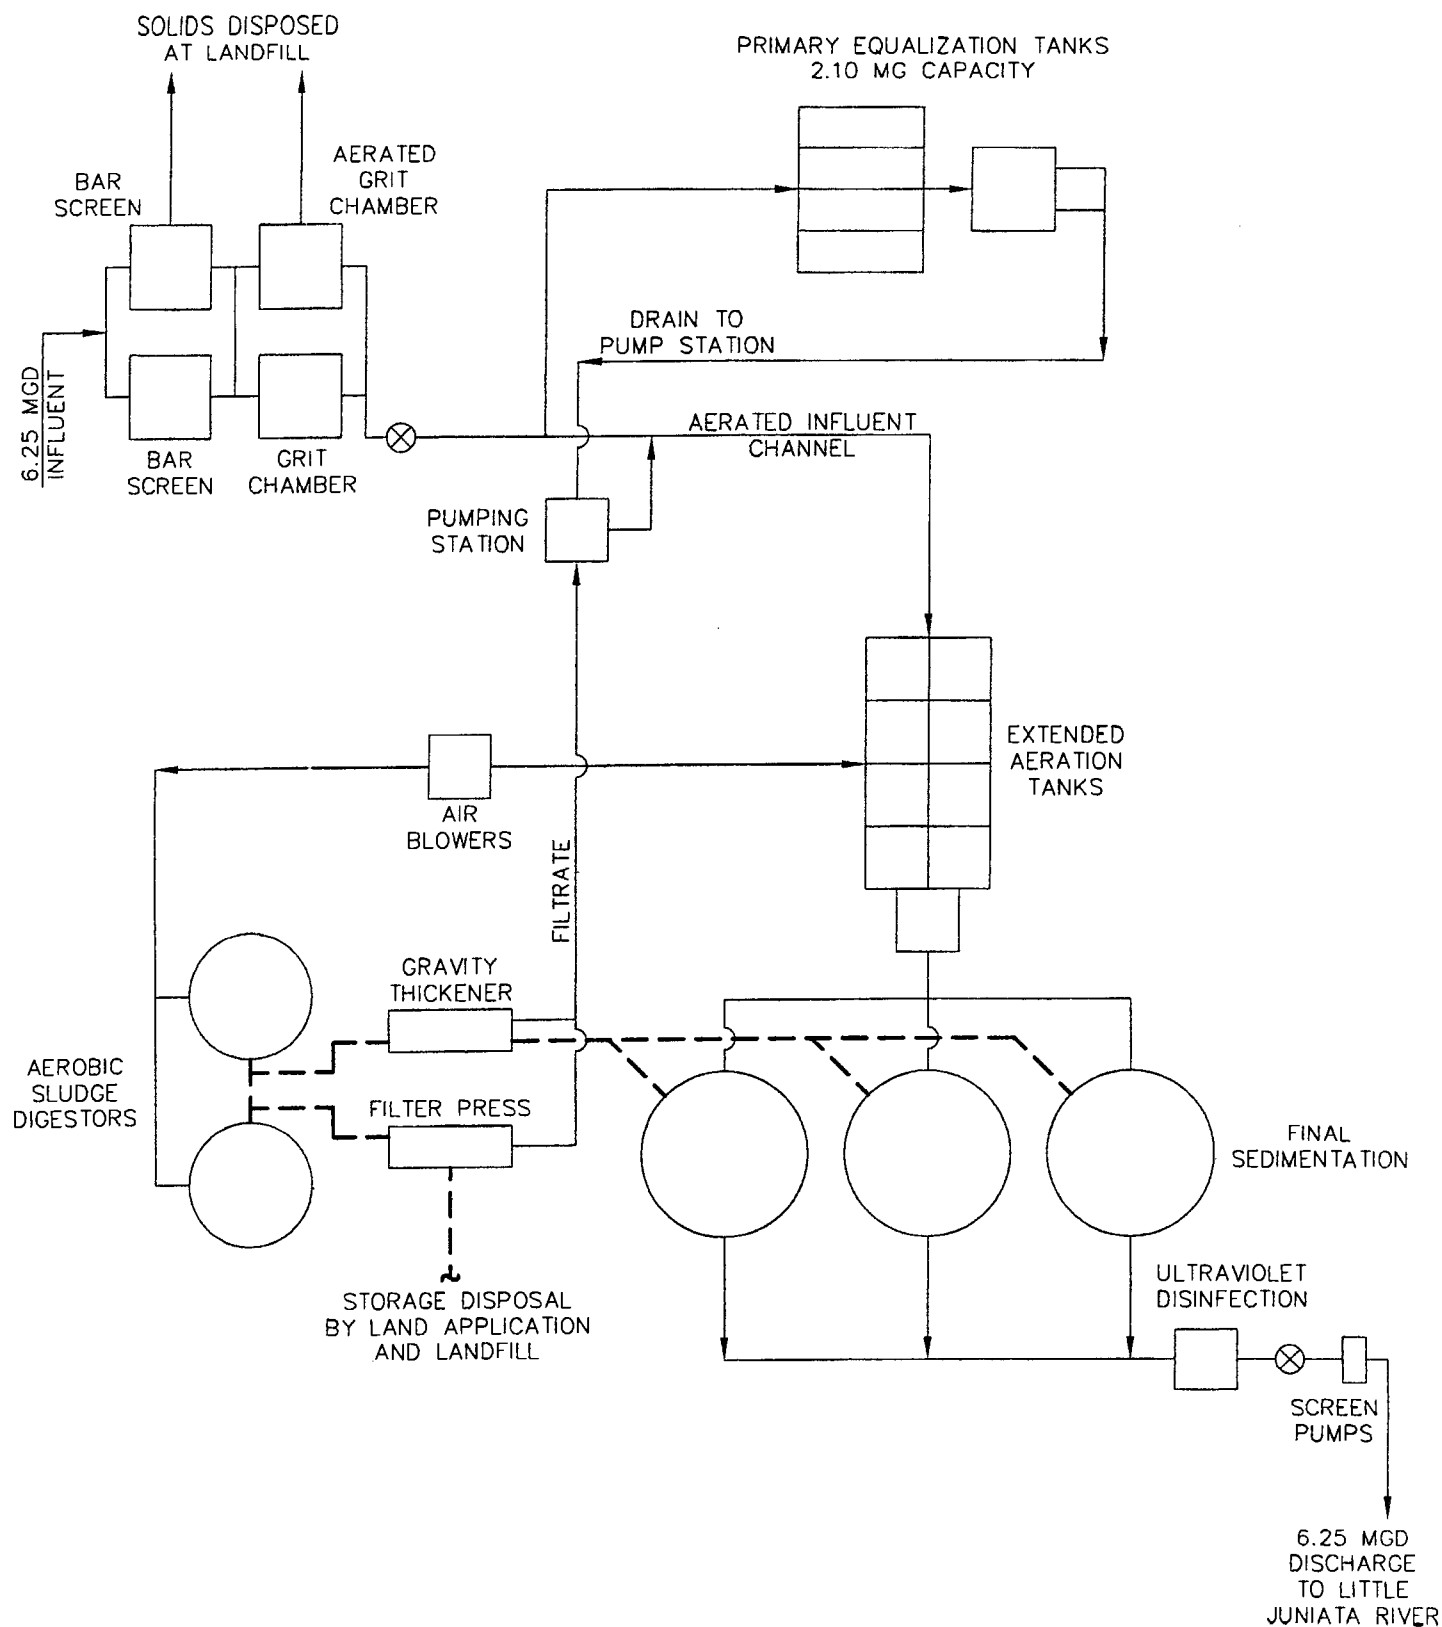 SOLIDS DISPOSED
AT LANDFILL
PRIMARY EQUALIZATION TANKS
2.10 MG CAPACITY
AERATED
GRIT
CHAMBER
BAR
SCREEN
DRAIN TO
PUMP STATION
6.25 MGD
INFLUENT
AERATED INFLUENT
CHANNEL
BAR
SCREEN
GRIT
CHAMBER
PUMPING
STATION
EXTENDED
AERATION
TANKS
AIR
BLOWERS
FILTRATE
GRAVITY
THICKENER
AEROBIC
SLUDGE
DIGESTORS
FILTER PRESS
FINAL
SEDIMENTATION
ULTRAVIOLET
DISINFECTION
STORAGE DISPOSAL
BY LAND APPLICATION
AND LANDFILL
SCREEN
PUMPS
6.25 MGD
DISCHARGE
TO LITTLE
JUNIATA RIVER